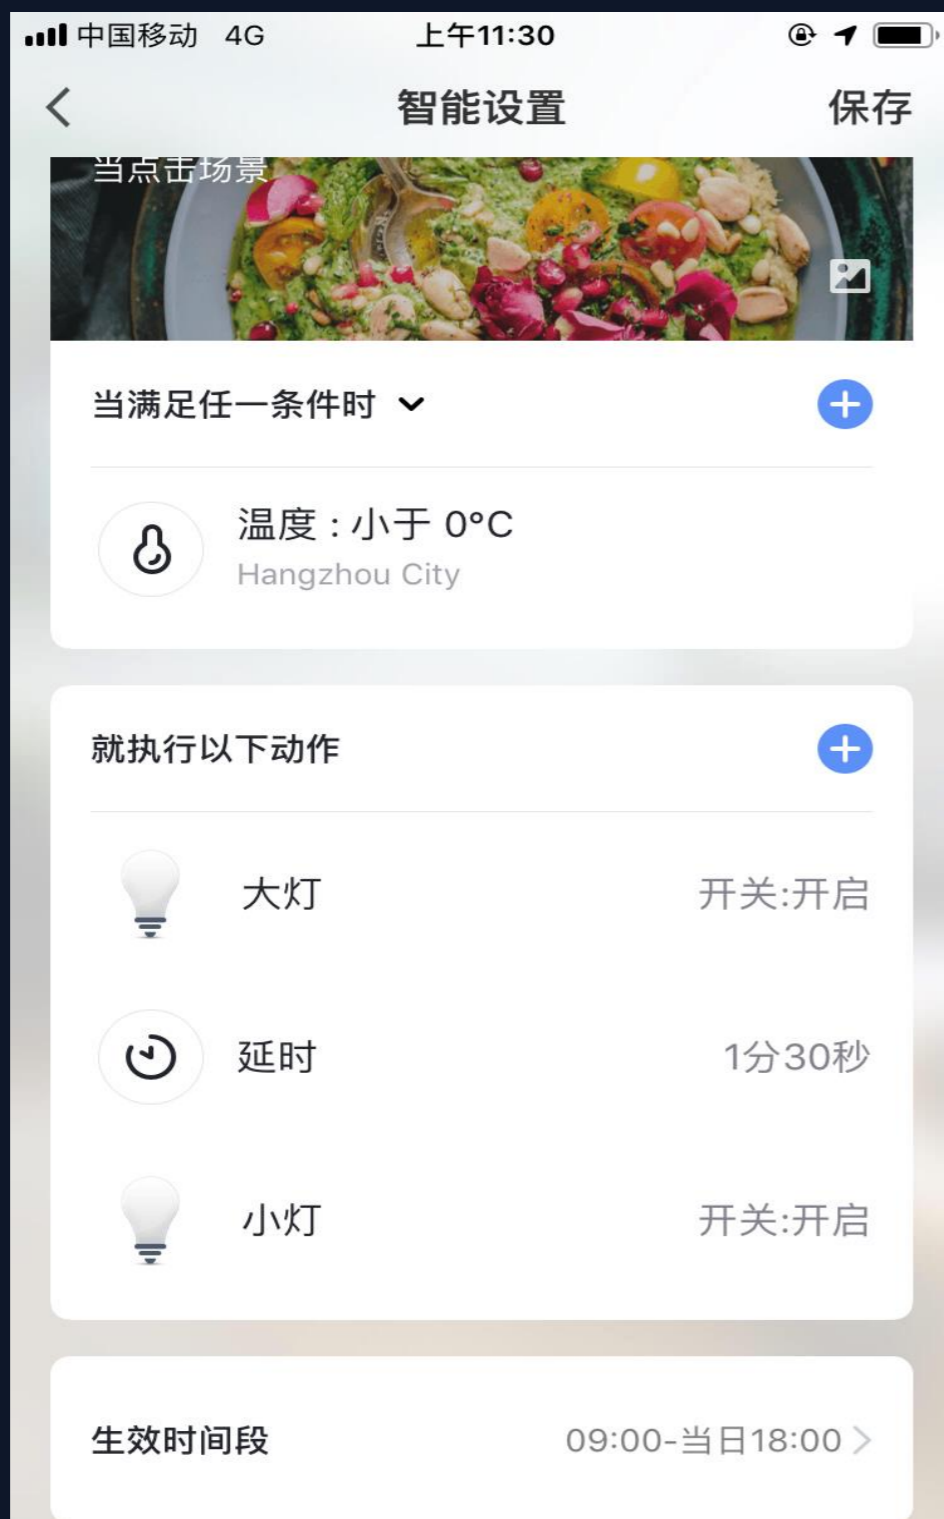 中国移动 4G 上午11:30
智能设置 保存
当点击场景
当满足任一条件时
温度 : 小于 0°C
Hangzhou City
就执行以下动作
大灯 开关:开启
延时 1分30秒
小灯 开关:开启
生效时间段 09:00-当日18:00